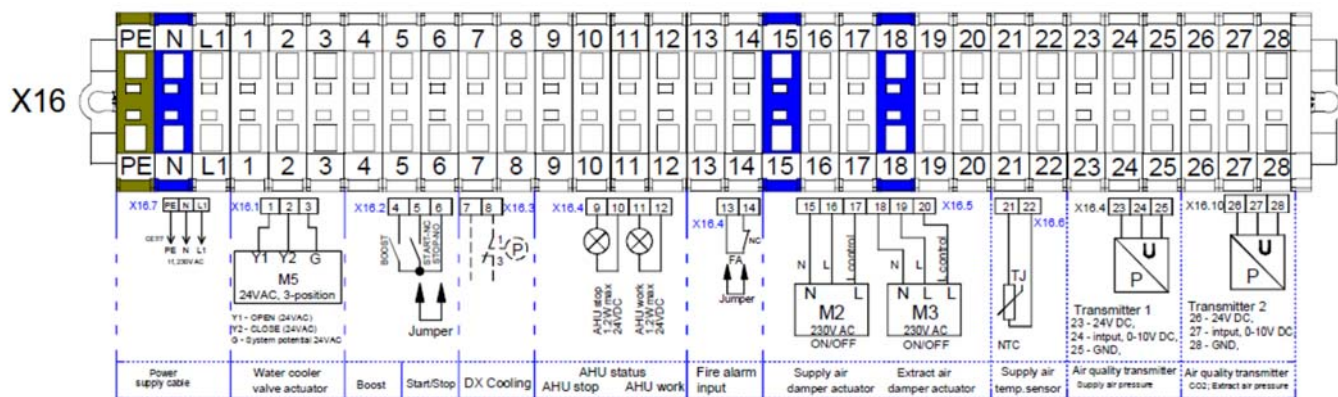 PE N L1 1 2 3 4 5 6 7 8 9 10 11 12 13 14 15 16 17 18 19 20 21 22 23 24 25 26 27 28
X16
PE N L1 1 2 3 4 5 6 7 8 9 10 11 12 13 14 15 16 17 18 19 20 21 22 23 24 25 26 27 28
X16.7 PE N L1
PE N L1
1f, 230V AC
Power
supply cable
X16.1 1 2 3
Y1 Y2 G
M5
24VAC, 3-position
Y1 - OPEN (24VAC)
Y2 - CLOSE (24VAC)
G - System potential 24VAC
Water cooler
valve actuator
X16.2 4 5 6
BOOST
START-NC
STOP-NO
Jumper
Boost
Start/Stop
7 8 X16.3
1
3
P
DX Cooling
X16.4 9 10 11 12
AHU stop
1.2W max
24VDC
AHU work
1.2W max
24VDC
AHU status
AHU stop AHU work
13 14
X16.4
NC
FA
Jumper
Fire alarm
input
15 16 17 18 19 20 X16.5
N L L control
N L L control
N L
M2
230V AC
ON/OFF
N L L
M3
230V AC
ON/OFF
Supply air
damper actuator
Extract air
damper actuator
21 22
X16.6
TJ
NTC
Supply air
temp.sensor
X16.4 23 24 25
U
P
Transmitter 1
23 - 24V DC,
24 - intput, 0-10V DC,
25 - GND,
Air quality transmitter
Supply air pressure
X16.10 26 27 28
U
P
Transmitter 2
26 - 24V DC,
27 - intput, 0-10V DC
28 - GND,
Air quality transmitter
CO2; Extract air pressure